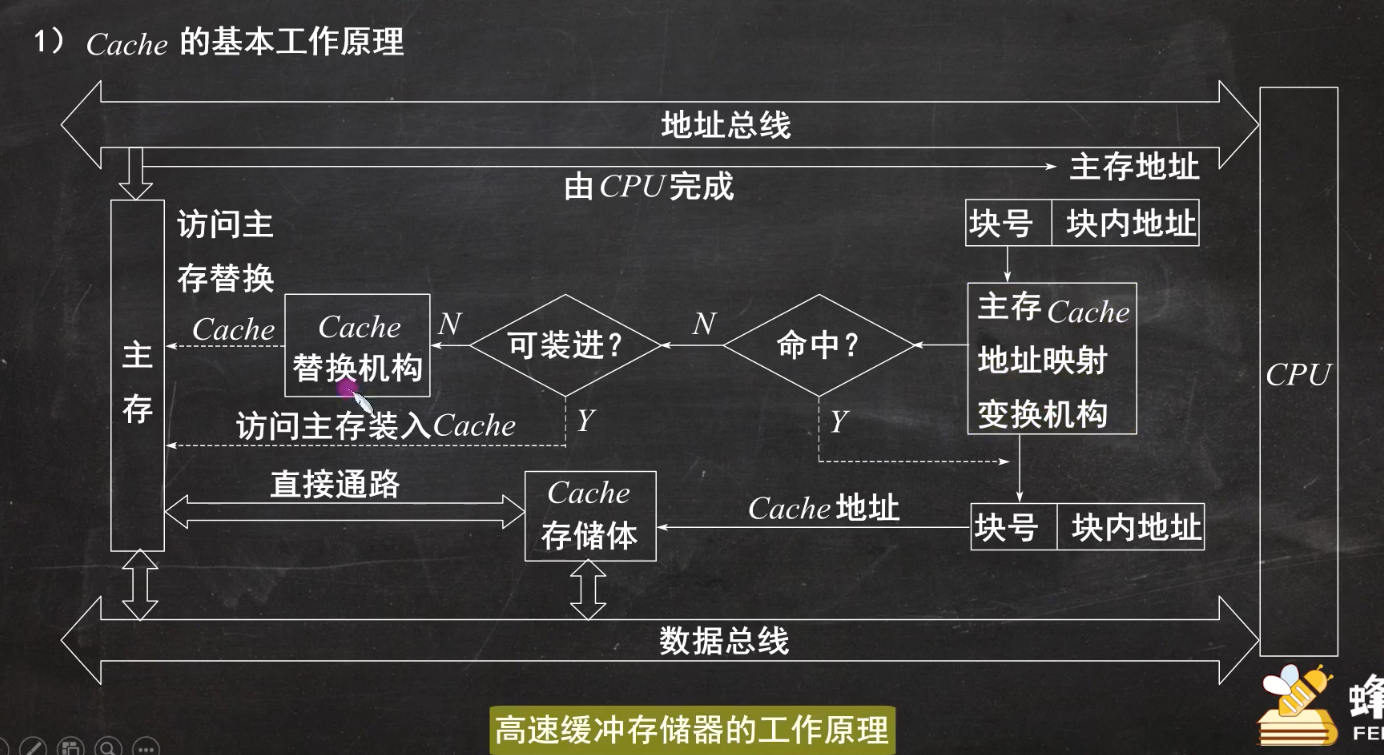 1） Cache 的基本工作原理
地址总线
主存地址
由CPU完成
访问主
存替换
Cache
块号 块内地址
主存Cache
地址映射
变换机构
命中？
N
可装进？
N
Cache
替换机构
主
存
CPU
Y
Y
访问主存装入Cache
直接通路
Cache
存储体
Cache地址
块号 块内地址
数据总线
高速缓冲存储器的工作原理
蜂
FE